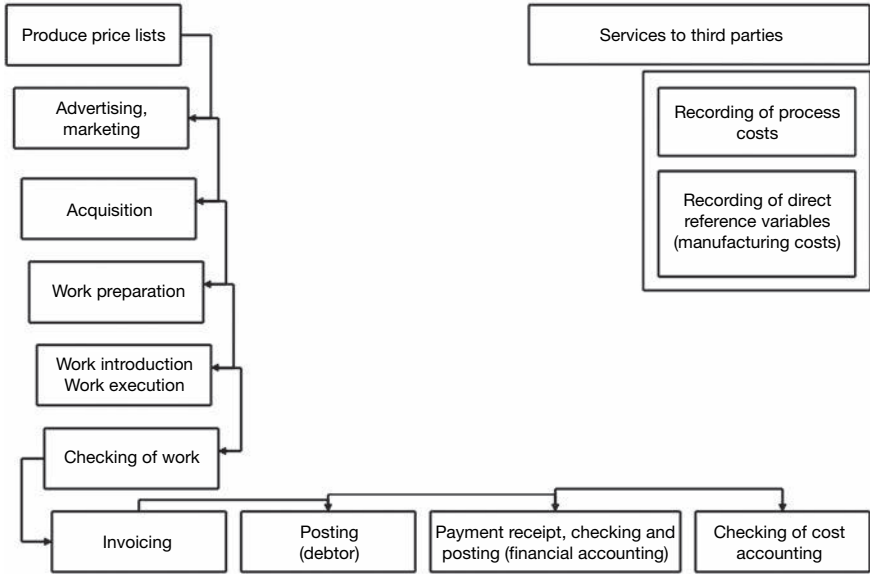 Produce price lists
Services to third parties
Advertising,
marketing
Recording of process
costs
Acquisition
Recording of direct
reference variables
(manufacturing costs)
Work preparation
Work introduction
Work execution
Checking of work
Invoicing
Posting
(debtor)
Payment receipt, checking and
posting (financial accounting)
Checking of cost
accounting